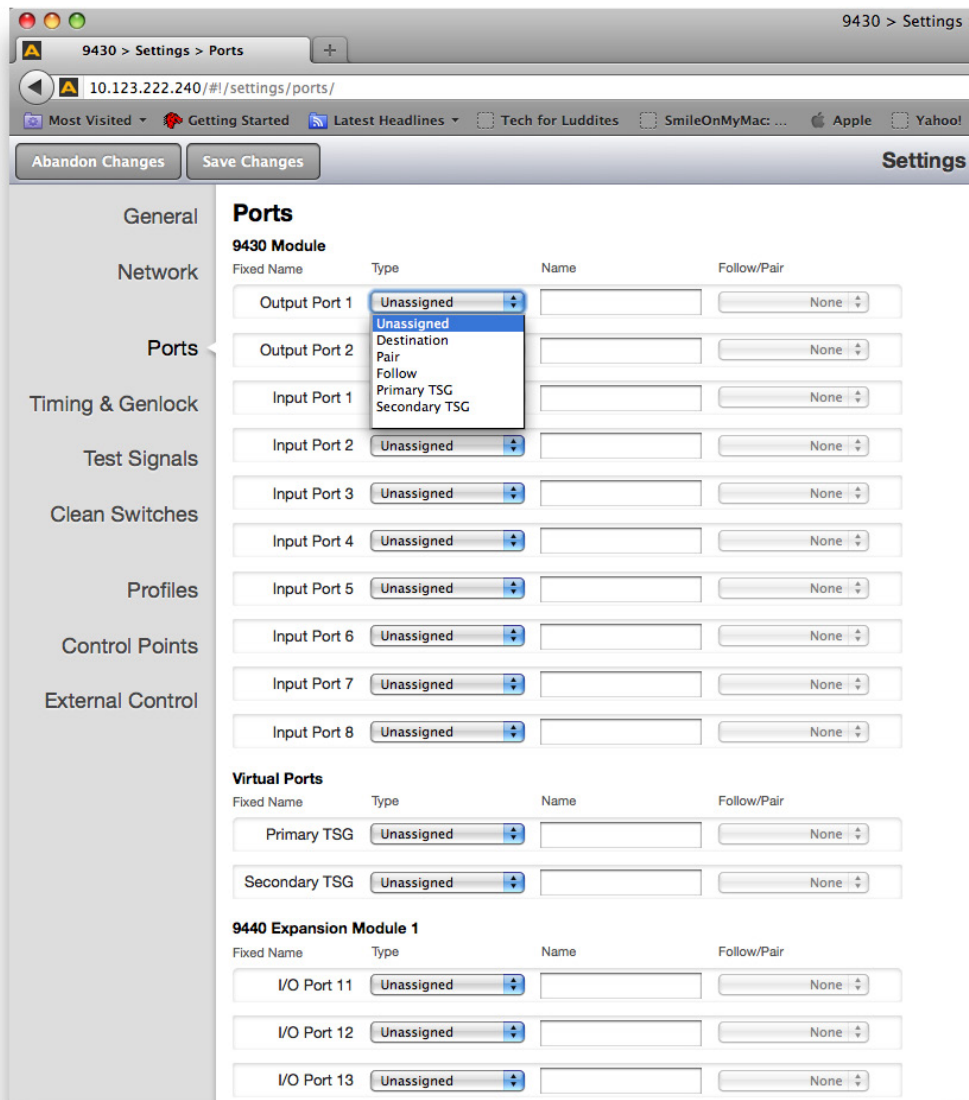 9430 > Settings
9430 > Settings > Ports
10.123.222.240/#!/settings/ports/
Most Visited Getting Started Latest Headlines Tech for Luddites SmileOnMyMac: ... Apple Yahoo!
Abandon Changes Save Changes Settings
General
Network
Ports
Timing & Genlock
Test Signals
Clean Switches
Profiles
Control Points
External Control
Ports
9430 Module
Fixed Name Type Name Follow/Pair
Output Port 1 Unassigned None
Unassigned
Destination
Pair
Follow
Primary TSG
Secondary TSG
Output Port 2 None
Input Port 1 None
Input Port 2 Unassigned None
Input Port 3 Unassigned None
Input Port 4 Unassigned None
Input Port 5 Unassigned None
Input Port 6 Unassigned None
Input Port 7 Unassigned None
Input Port 8 Unassigned None
Virtual Ports
Fixed Name Type Name Follow/Pair
Primary TSG Unassigned None
Secondary TSG Unassigned None
9440 Expansion Module 1
Fixed Name Type Name Follow/Pair
I/O Port 11 Unassigned None
I/O Port 12 Unassigned None
I/O Port 13 Unassigned None